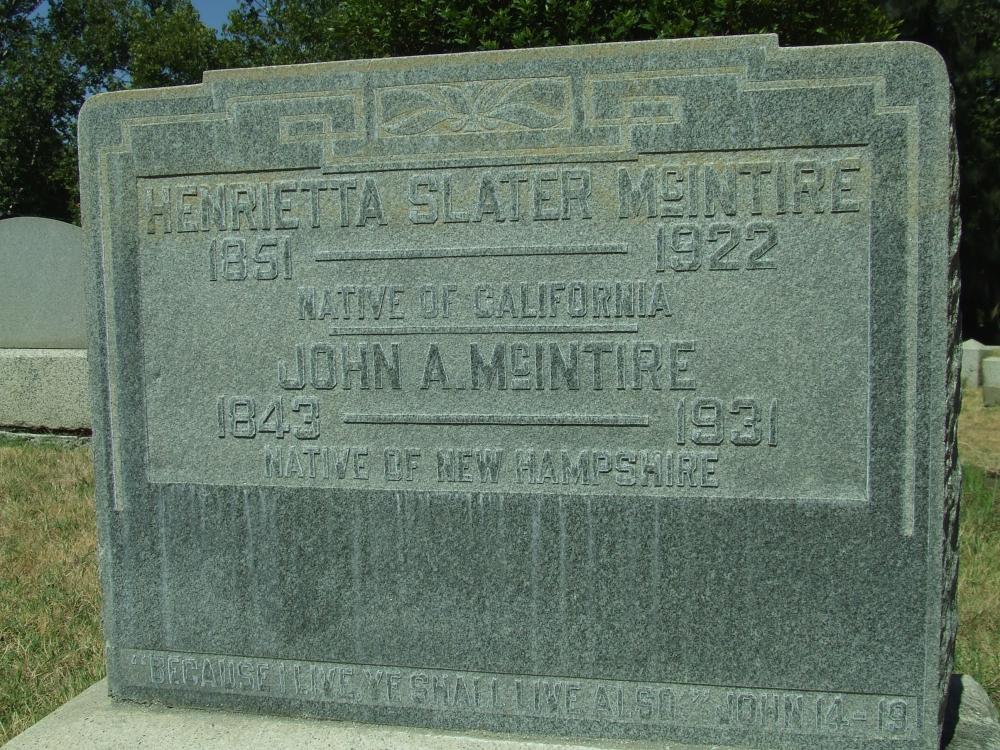 HENRIETTA SLATER McINTIRE
1851 — 1922
NATIVE OF CALIFORNIA
JOHN A. McINTIRE
1843 — 1931
NATIVE OF NEW HAMPSHIRE
"BECAUSE I LIVE, YE SHALL LIVE ALSO." JOHN 14-19